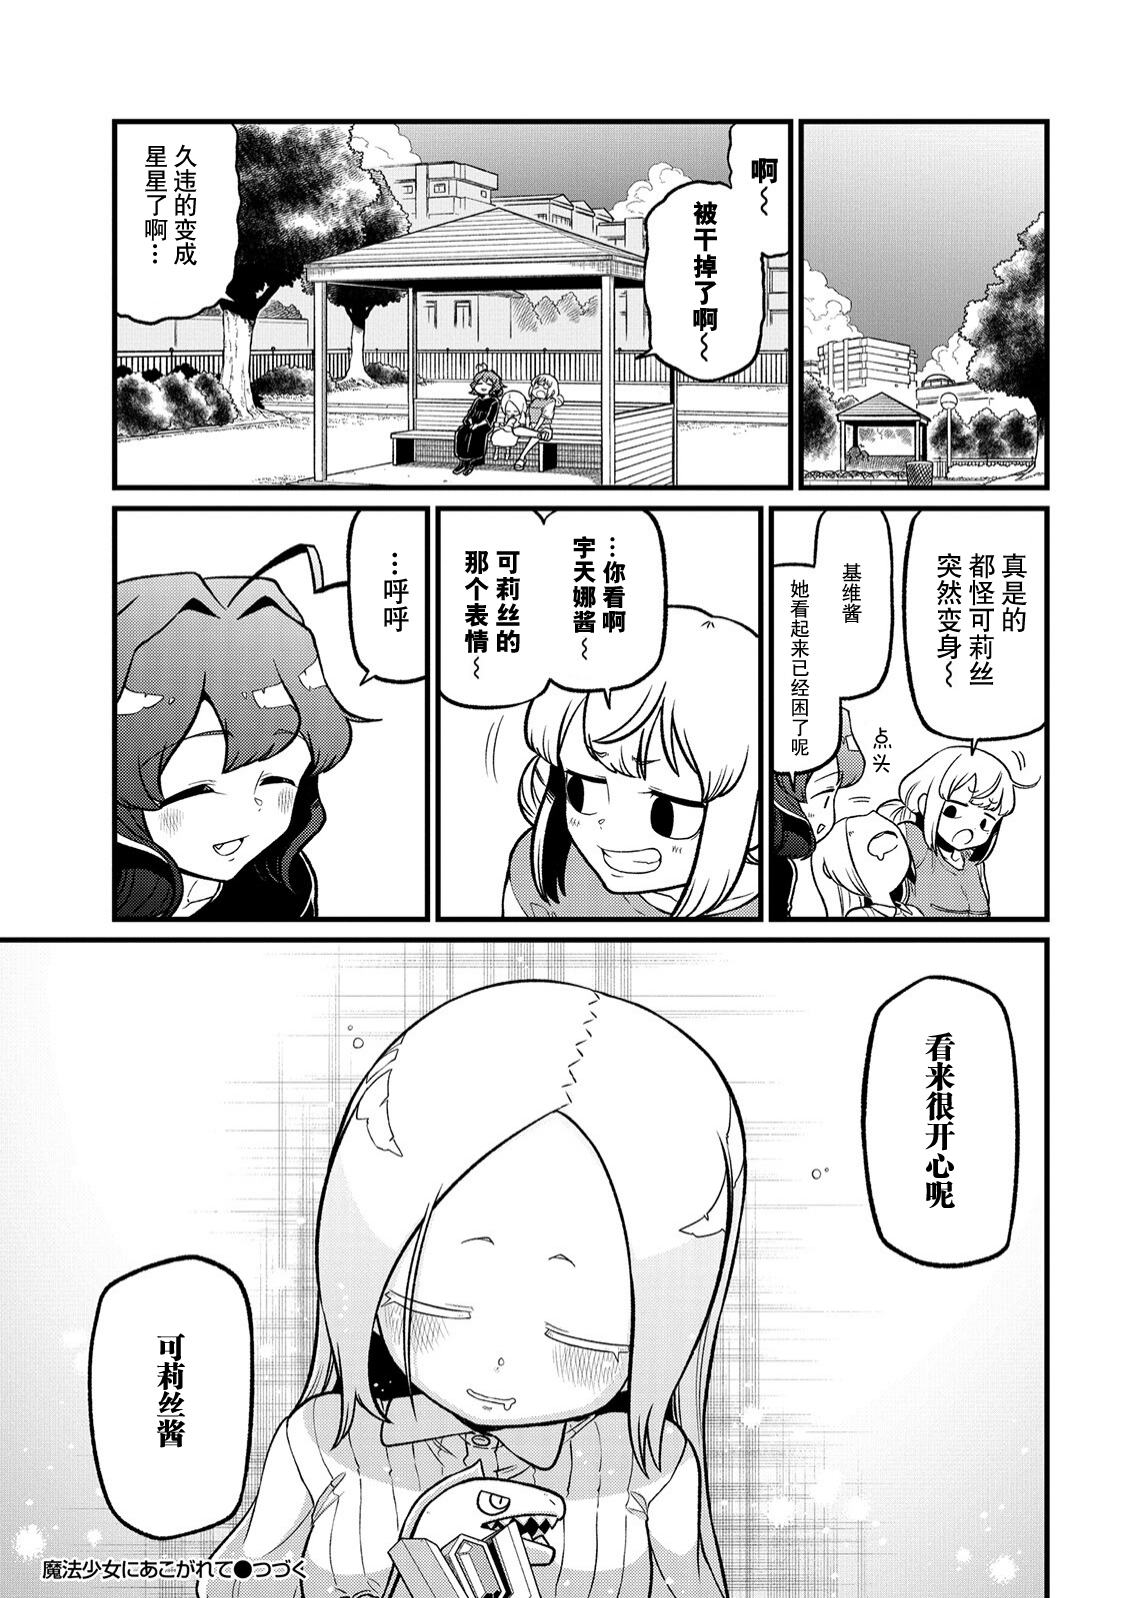 啊～
被干掉了啊～
久违的变成
星星了啊…
真是的
都怪可莉丝
突然变身～
基维酱
她看起来已经困了呢
点头
…你看啊
宇天娜酱～
可莉丝的
那个表情～
…呼呼
看来很开心呢
可莉丝酱
魔法少女にあこがれて●つづく